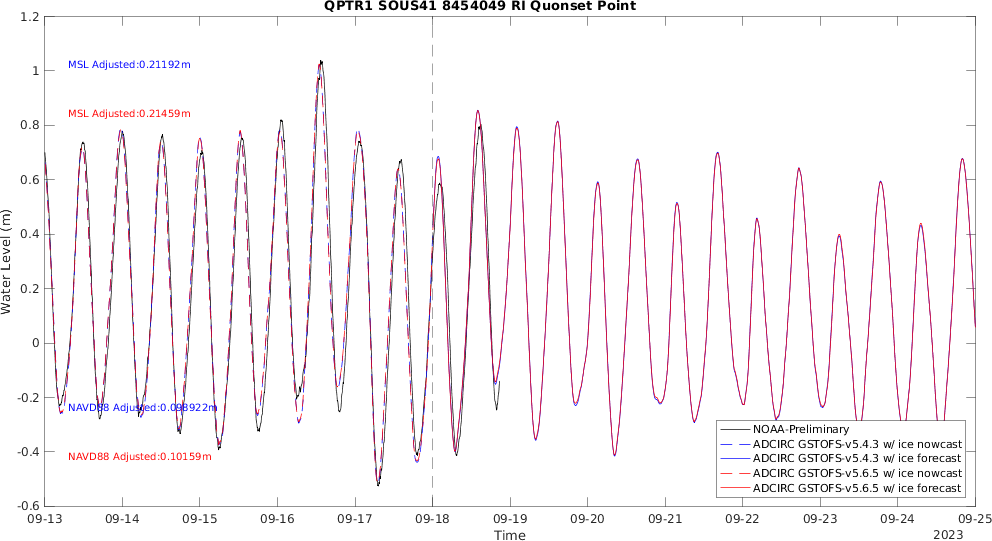 QPTR1 SOUS41 8454049 RI Quonset Point
1.2
1
0.8
0.6
0.4
0.2
0
-0.2
-0.4
-0.6
Water Level (m)
MSL Adjusted:0.21192m
MSL Adjusted:0.21459m
NAVD88 Adjusted:0.098922m
NAVD88 Adjusted:0.10159m
NOAA-Preliminary
ADCIRC GSTOFS-v5.4.3 w/ ice nowcast
ADCIRC GSTOFS-v5.4.3 w/ ice forecast
ADCIRC GSTOFS-v5.6.5 w/ ice nowcast
ADCIRC GSTOFS-v5.6.5 w/ ice forecast
09-13 09-14 09-15 09-16 09-17 09-18 09-19 09-20 09-21 09-22 09-23 09-24 09-25
Time
2023